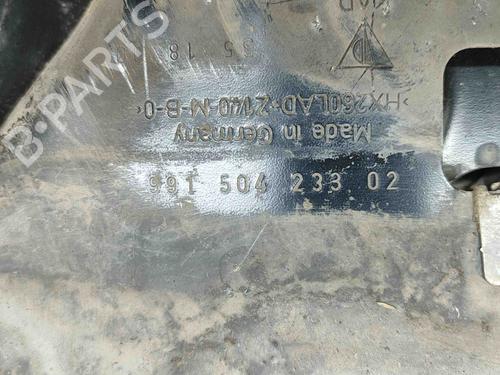 991 504 233 02
Made in Germany
>HX260LAD-Z140-M-B-O<
B-PARTS